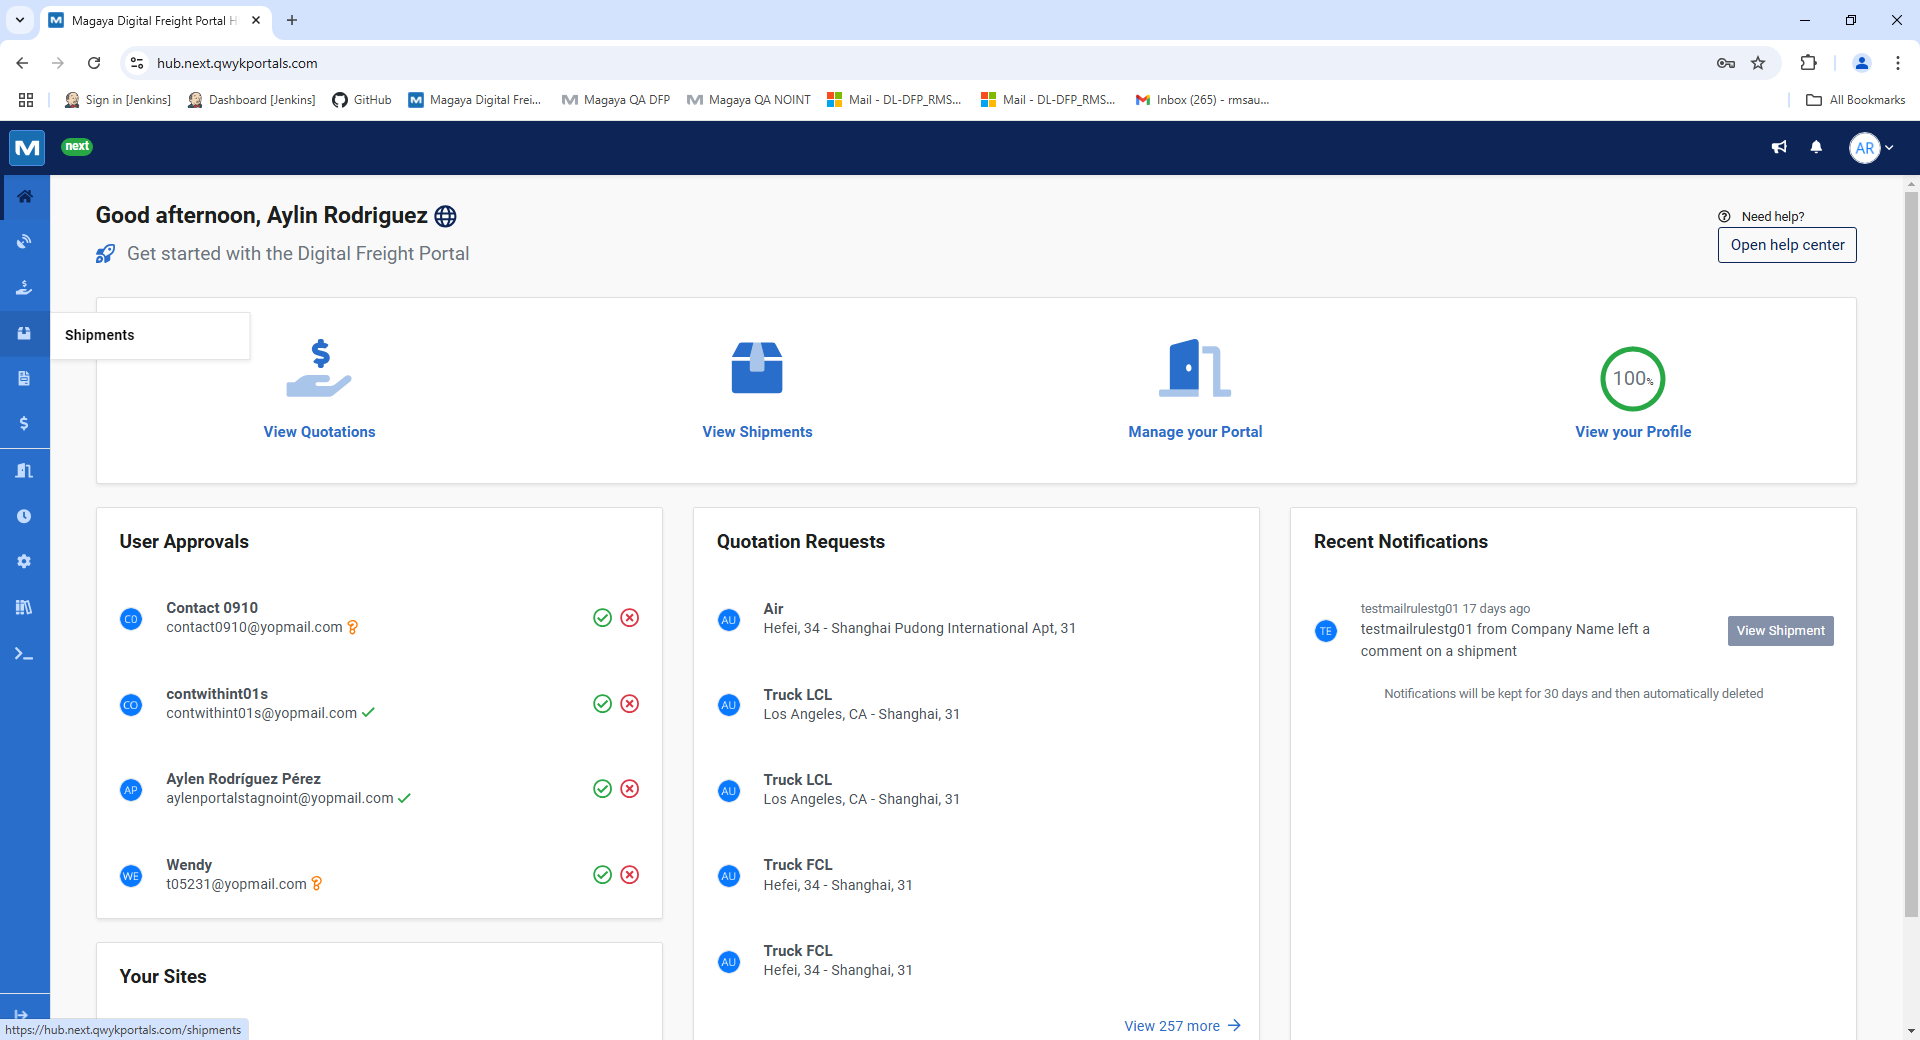 Magaya Digital Freight Portal H
hub.next.qwykportals.com
Sign in [Jenkins]
Dashboard [Jenkins]
GitHub
Magaya Digital Frei...
Magaya QA DFP
Magaya QA NOINT
Mail - DL-DFP_RMS...
Mail - DL-DFP_RMS...
Inbox (265) - rmsau...
All Bookmarks
M
next
AR
Good afternoon, Aylin Rodriguez
Get started with the Digital Freight Portal
Need help?
Open help center
Shipments
View Quotations
View Shipments
Manage your Portal
100%
View your Profile
User Approvals
C0
Contact 0910
contact0910@yopmail.com
CO
contwithint01s
contwithint01s@yopmail.com
AP
Aylen Rodríguez Pérez
aylenportalstagnoint@yopmail.com
WE
Wendy
t05231@yopmail.com
Your Sites
Quotation Requests
AU
Air
Hefei, 34 - Shanghai Pudong International Apt, 31
AU
Truck LCL
Los Angeles, CA - Shanghai, 31
AU
Truck LCL
Los Angeles, CA - Shanghai, 31
AU
Truck FCL
Hefei, 34 - Shanghai, 31
AU
Truck FCL
Hefei, 34 - Shanghai, 31
View 257 more
Recent Notifications
TE
testmailrulestg01 17 days ago
testmailrulestg01 from Company Name left a
comment on a shipment
View Shipment
Notifications will be kept for 30 days and then automatically deleted
https://hub.next.qwykportals.com/shipments